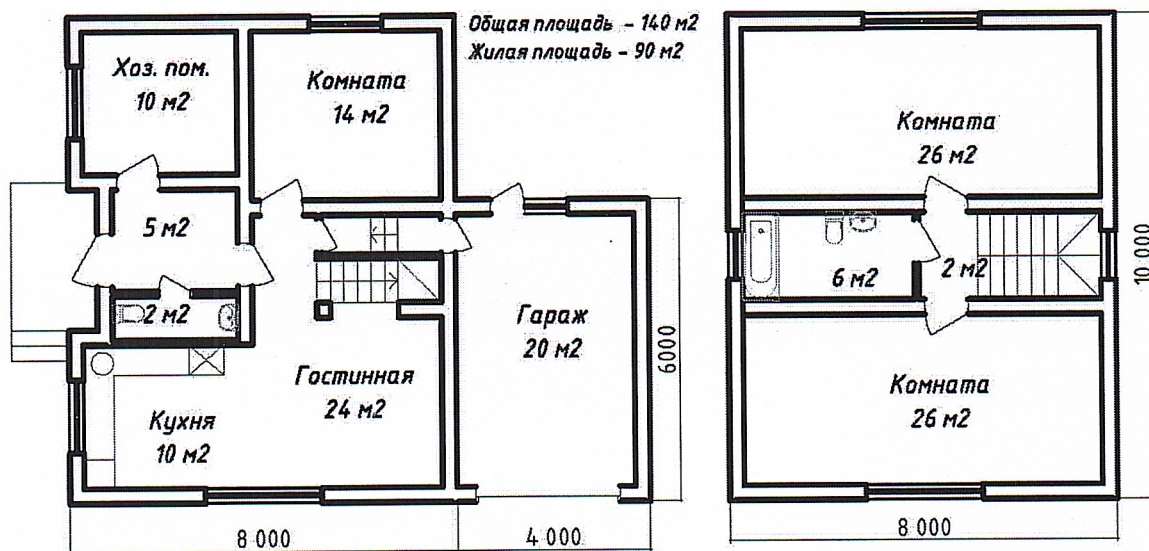 Общая площадь - 140 м2
Жилая площадь - 90 м2
Хоз. пом.
10 м2
Комната
14 м2
5 м2
2 м2
Гостинная
24 м2
Кухня
10 м2
Гараж
20 м2
6000
8 000
4 000
Комната
26 м2
6 м2
2 м2
Комната
26 м2
10 000
8 000